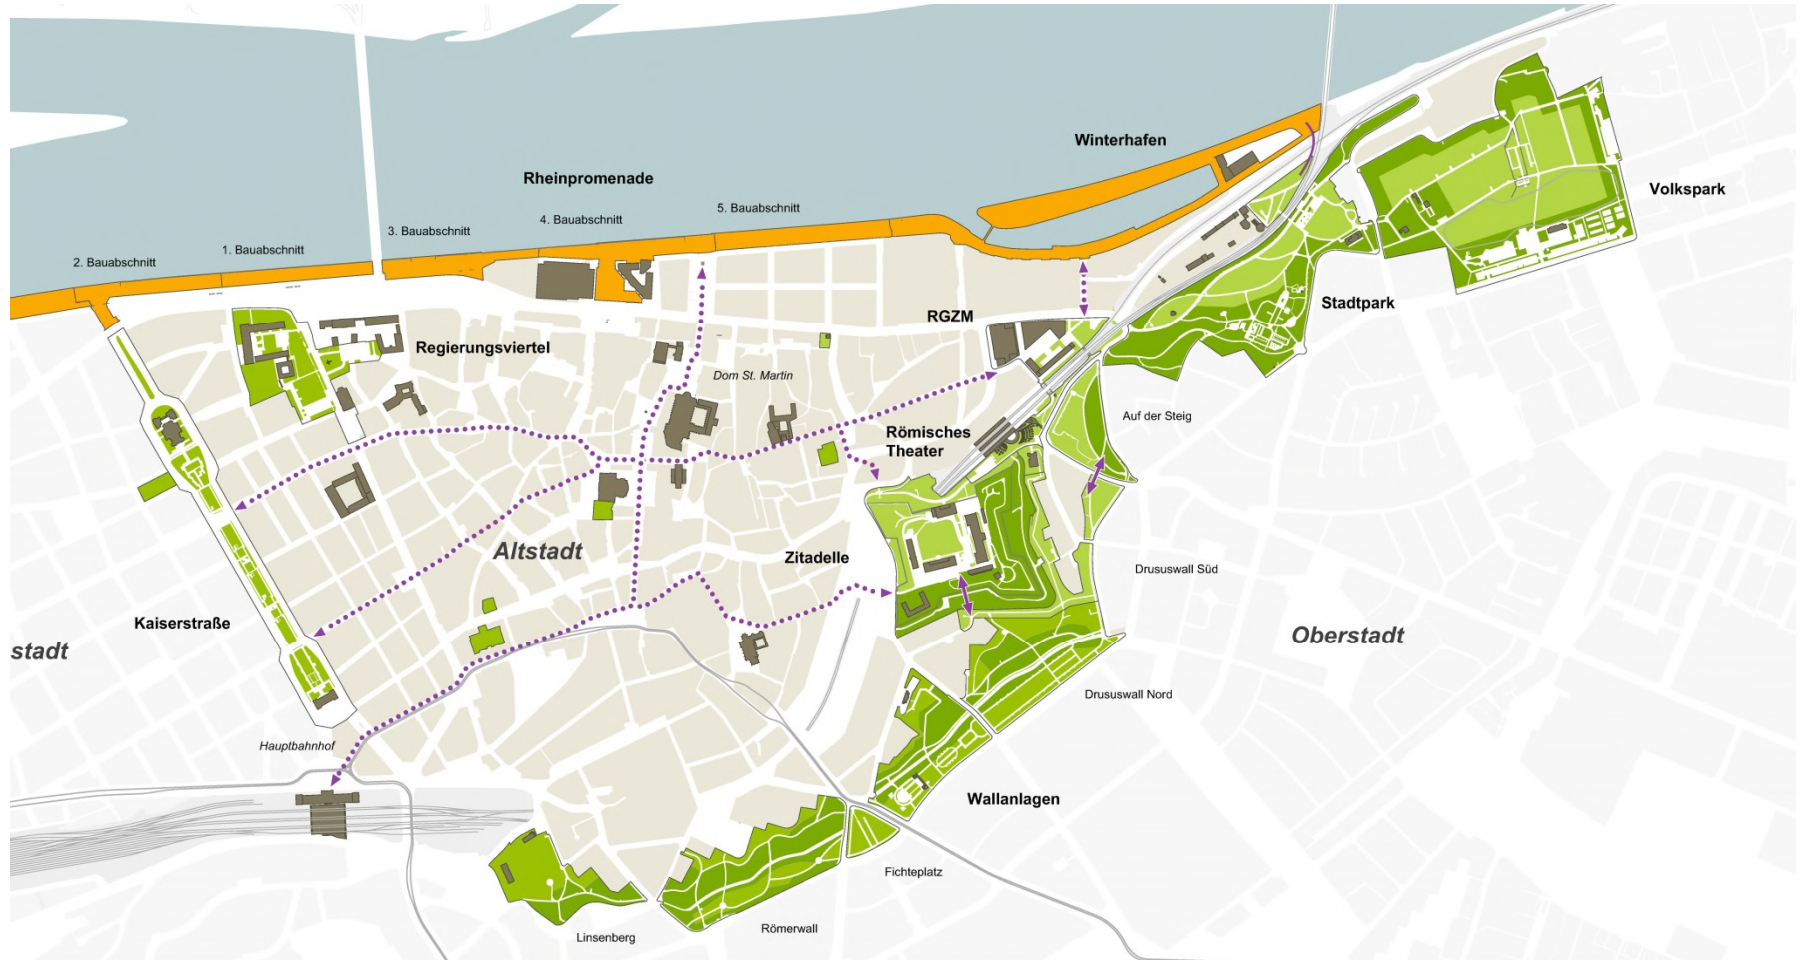 Winterhafen
Rheinpromenade
Volkspark
5. Bauabschnitt
4. Bauabschnitt
3. Bauabschnitt
1. Bauabschnitt
2. Bauabschnitt
Stadtpark
RGZM
Regierungsviertel
Dom St. Martin
Auf der Steig
Römisches
Theater
Altstadt
Zitadelle
Drususwall Süd
Kaiserstraße
Oberstadt
stadt
Drususwall Nord
Hauptbahnhof
Wallanlagen
Fichteplatz
Römerwall
Linsenberg